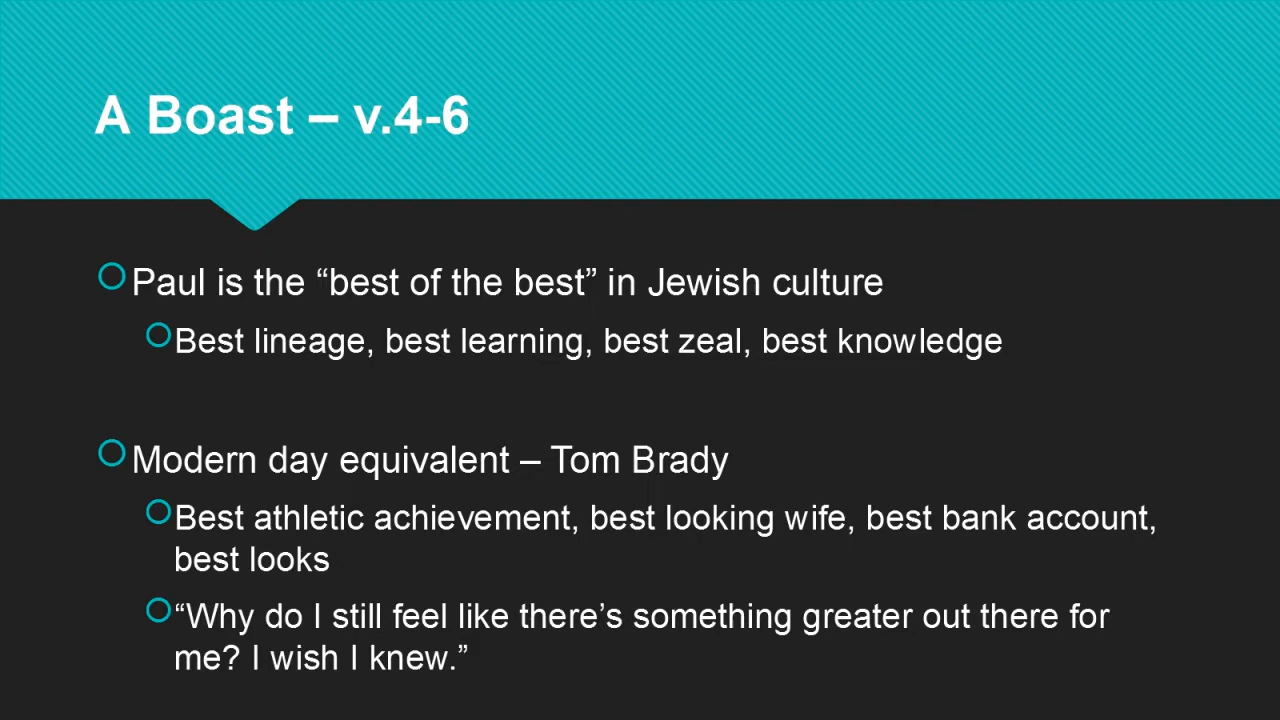 A Boast – v.4-6
Paul is the “best of the best” in Jewish culture
Best lineage, best learning, best zeal, best knowledge
Modern day equivalent – Tom Brady
Best athletic achievement, best looking wife, best bank account,
best looks
“Why do I still feel like there’s something greater out there for
me? I wish I knew.”